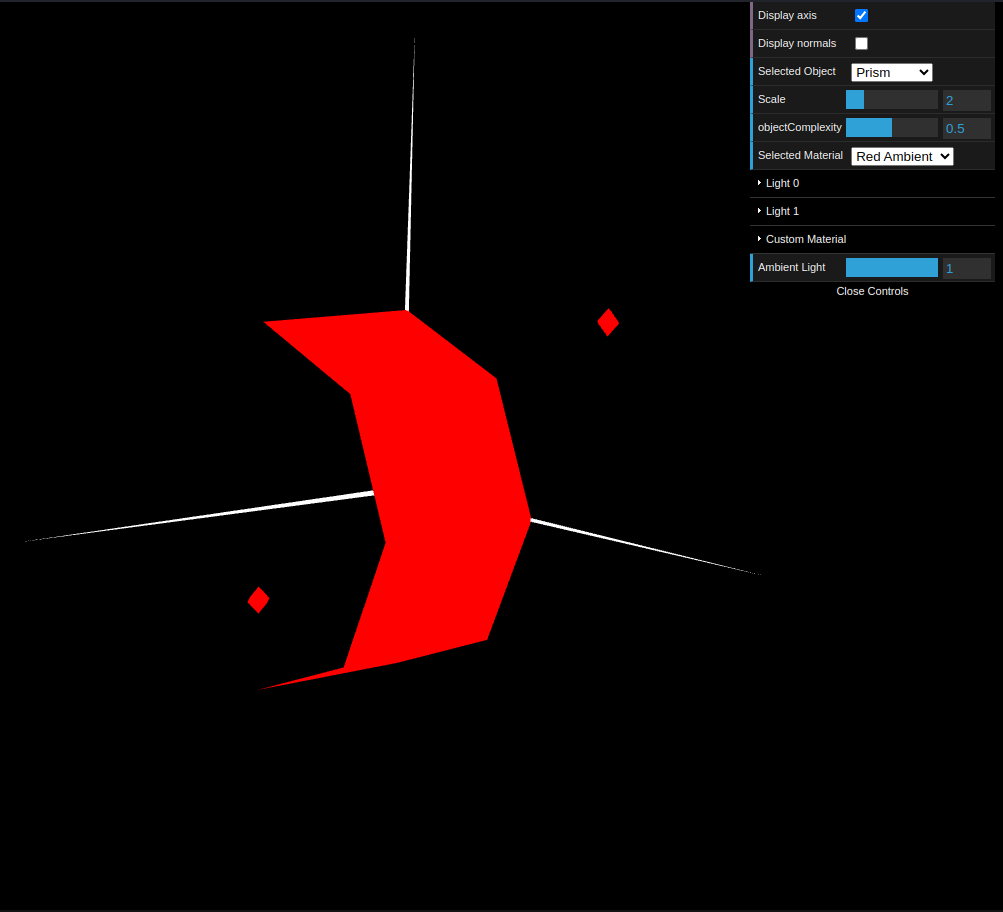 Display axis
Display normals
Selected Object Prism
Scale 2
objectComplexity 0.5
Selected Material Red Ambient
Light 0
Light 1
Custom Material
Ambient Light 1
Close Controls